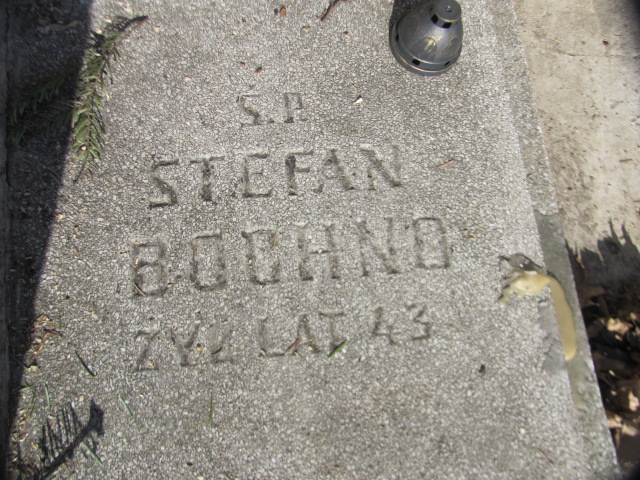 Ś.P.
STEFAN
BOCHNO
ŻYŁ LAT 43